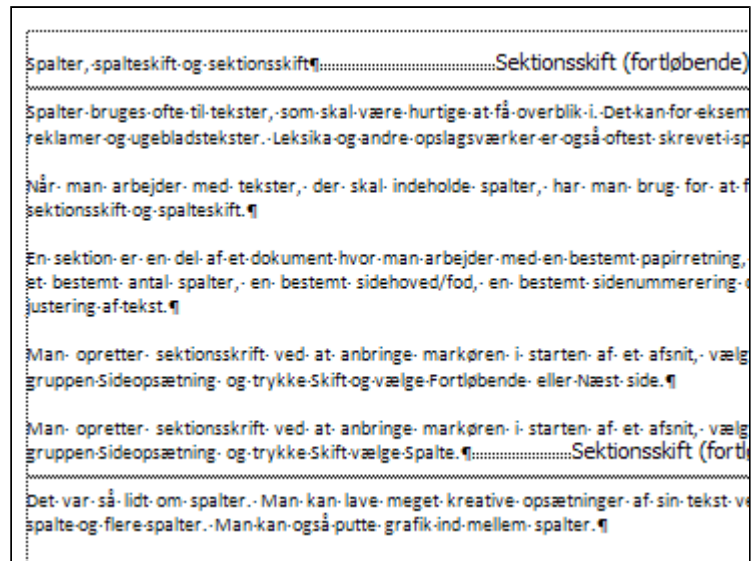 Spalter, spalteskift og sektionsskift¶ Sektionsskift (fortløbende)
Spalter bruges ofte til tekster, som skal være hurtige at få overblik i. Det kan for eksem
reklamer og ugebladstekster. Leksika og andre opslagsværker er også oftest skrevet i sp
Når man arbejder med tekster, der skal indeholde spalter, har man brug for at f
sektionsskift og spalteskift.¶
En sektion er en del af et dokument hvor man arbejder med en bestemt papirretning,
et bestemt antal spalter, en bestemt sidehoved/fod, en bestemt sidenummerering
justering af tekst.¶
Man opretter sektionsskrift ved at anbringe markøren i starten af et afsnit, vælg
gruppen Sideopsætning og trykke Skift og vælge Fortløbende eller Næst side.¶
Man opretter sektionsskrift ved at anbringe markøren i starten af et afsnit, vælg
gruppen Sideopsætning og trykke Skift vælge Spalte.¶ Sektionsskift (fortl
Det var så lidt om spalter. Man kan lave meget kreative opsætninger af sin tekst ve
spalte og flere spalter. Man kan også putte grafik ind mellem spalter.¶